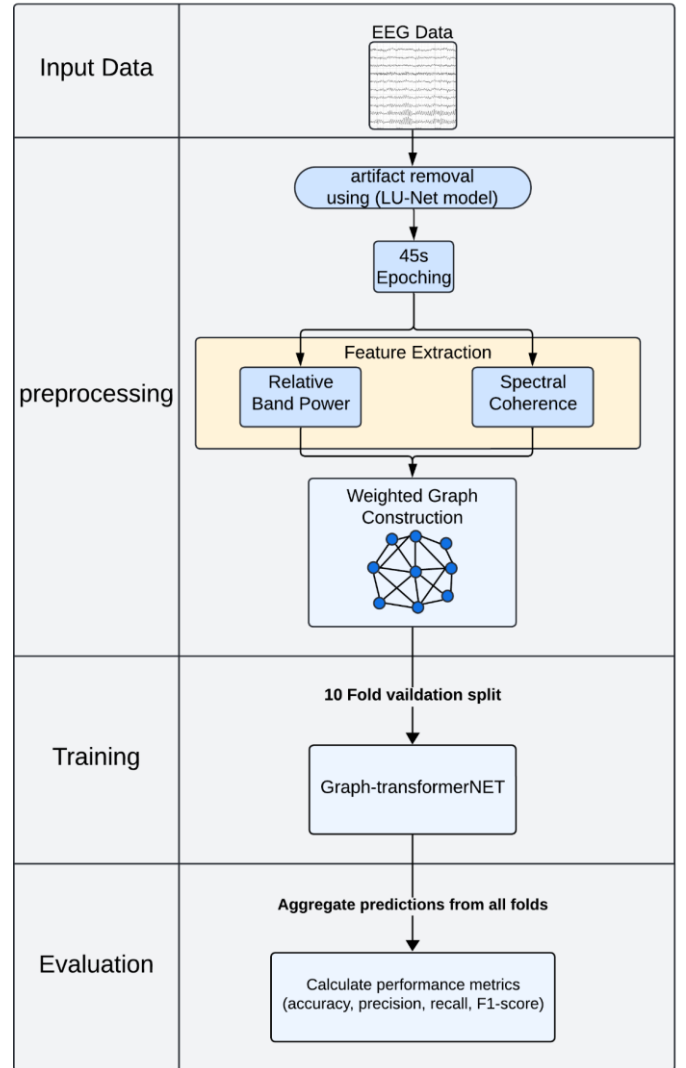 Input Data
EEG Data
preprocessing
artifact removal
using (LU-Net model)
45s
Epoching
Feature Extraction
Relative
Band Power
Spectral
Coherence
Weighted Graph
Construction
Training
10 Fold vaildation split
Graph-transformerNET
Evaluation
Aggregate predictions from all folds
Calculate performance metrics
(accuracy, precision, recall, F1-score)